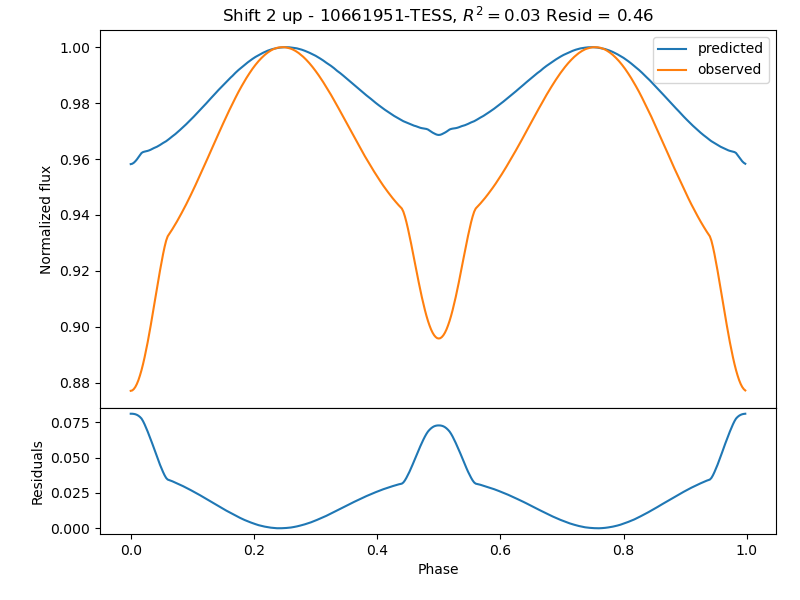 Shift 2 up - 10661951-TESS, R² = 0.03 Resid = 0.46
predicted
observed
Normalized flux
1.00
0.98
0.96
0.94
0.92
0.90
0.88
Residuals
0.075
0.050
0.025
0.000
0.0 0.2 0.4 0.6 0.8 1.0
Phase